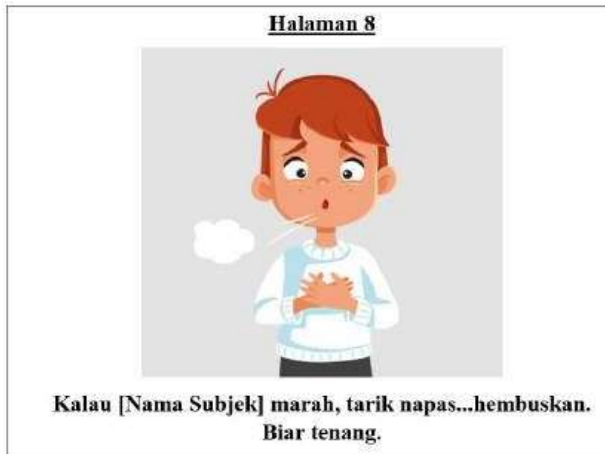 Halaman 8
Kalau [Nama Subjek] marah, tarik napas...hembuskan.
Biar tenang.